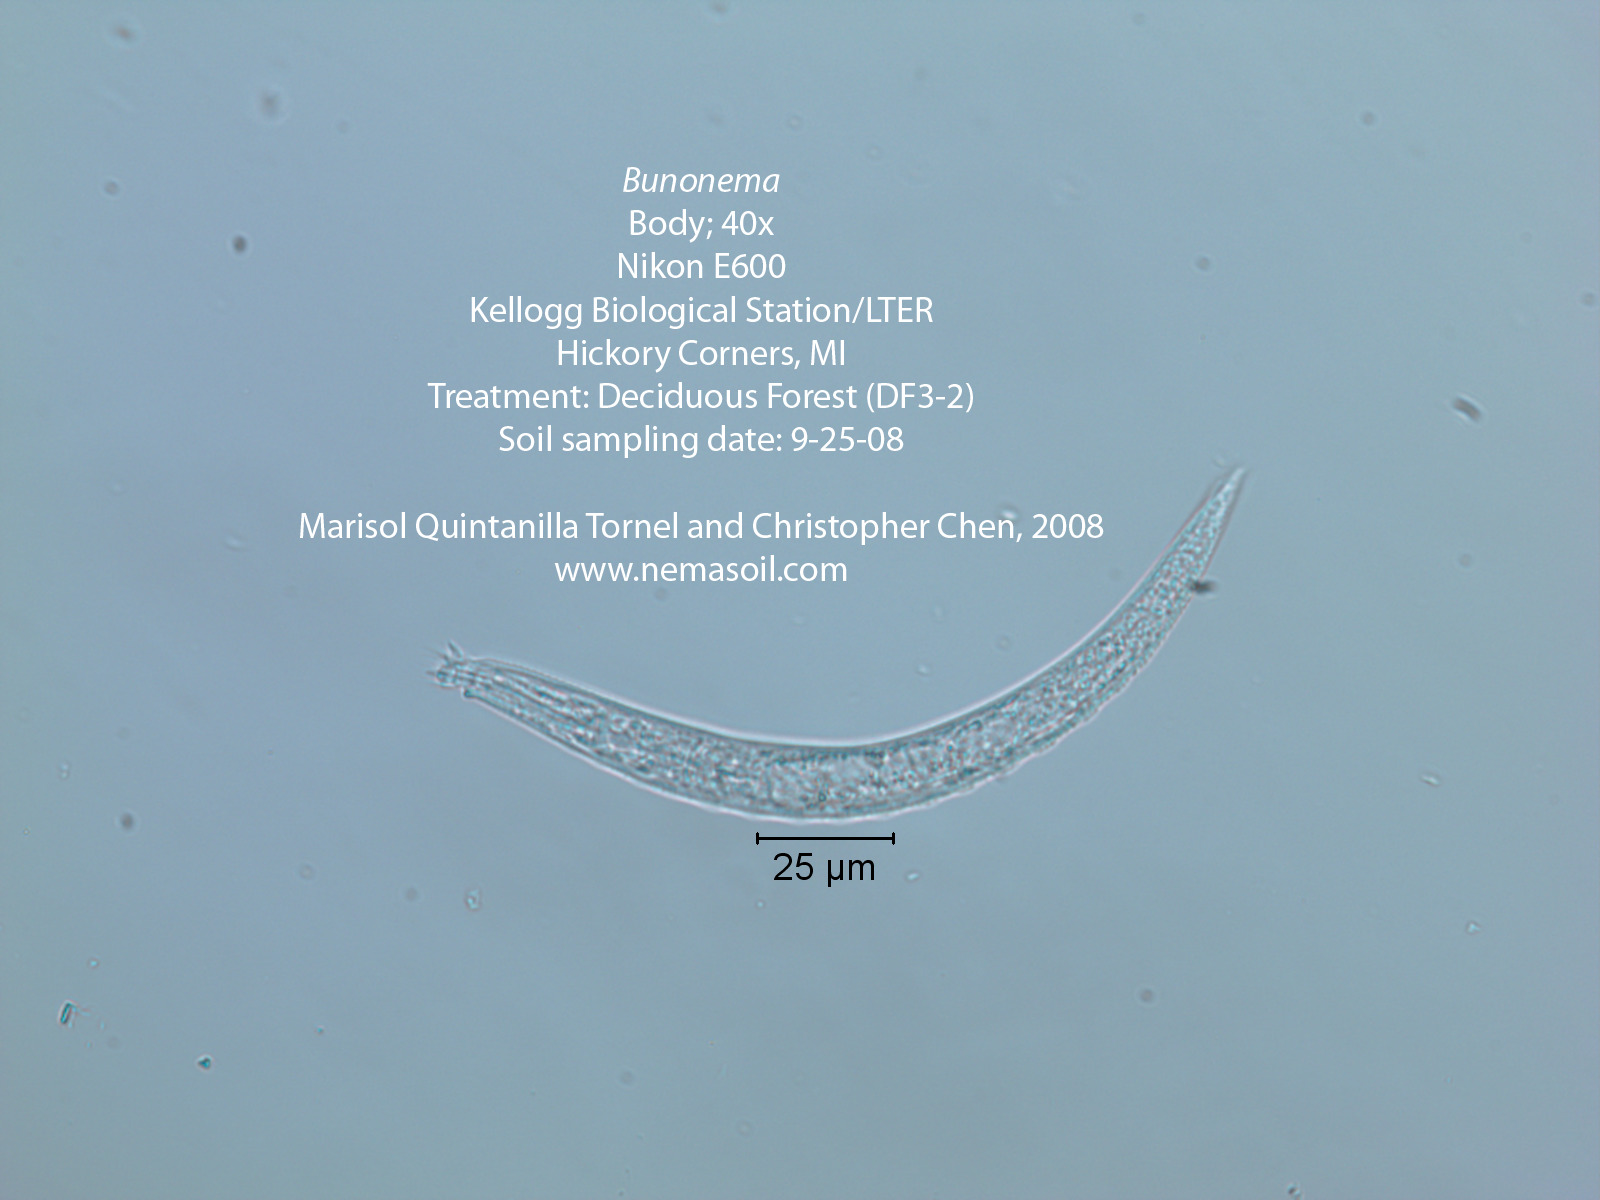 Bunonema
Body; 40x
Nikon E600
Kellogg Biological Station/LTER
Hickory Corners, MI
Treatment: Deciduous Forest (DF3-2)
Soil sampling date: 9-25-08
Marisol Quintanilla Tornel and Christopher Chen, 2008
www.nemasoil.com
25 µm